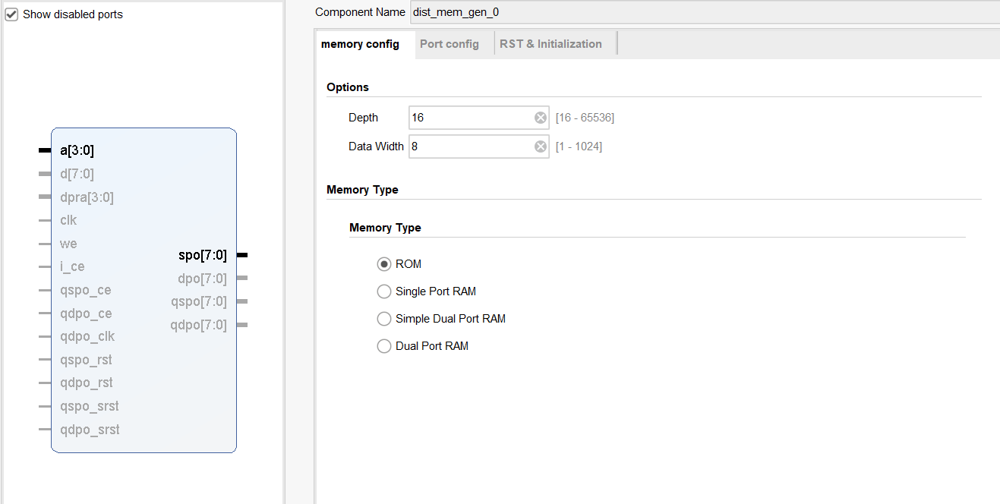 Show disabled ports
a[3:0]
d[7:0]
dpra[3:0]
clk
we
i_ce
qspo_ce
qdpo_ce
qdpo_clk
qspo_rst
qdpo_rst
qspo_srst
qdpo_srst
spo[7:0]
dpo[7:0]
qspo[7:0]
qdpo[7:0]
Component Name dist_mem_gen_0
memory config Port config RST & Initialization
Options
Depth 16 [16 - 65536]
Data Width 8 [1 - 1024]
Memory Type
Memory Type
ROM
Single Port RAM
Simple Dual Port RAM
Dual Port RAM